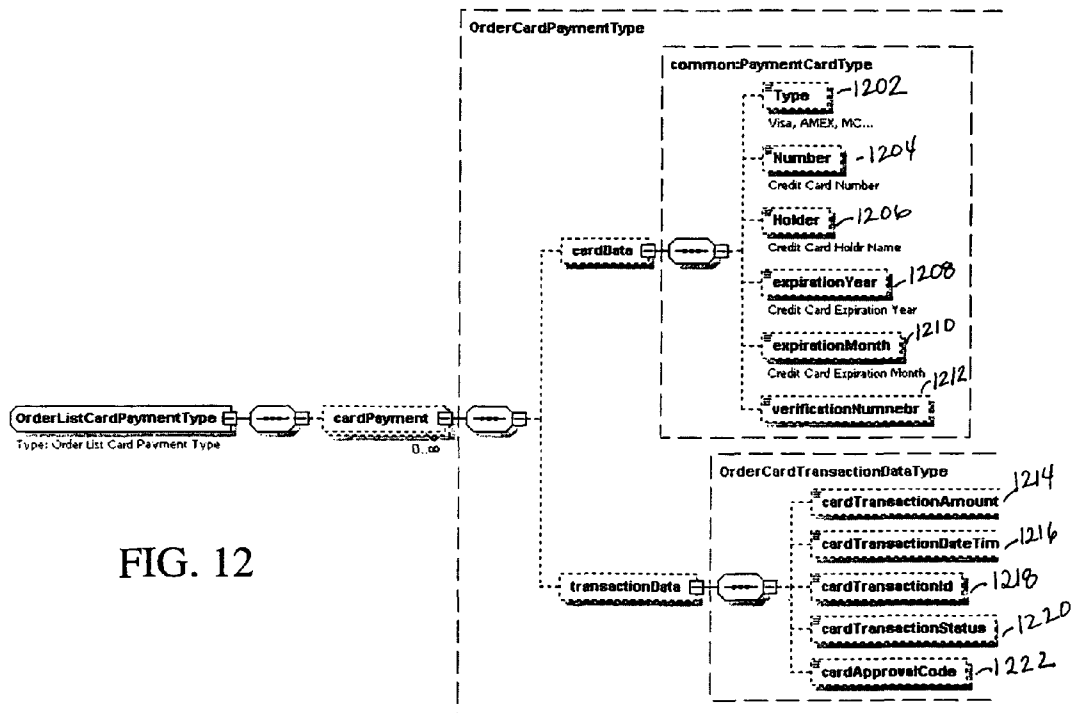 OrderCardPaymentType
common:PaymentCardType
Type 1202
Visa, AMEX, MC...
Number 1204
Credit Card Number
Holder 1206
Credit Card Holdr Name
cardData
expirationYear 1208
Credit Card Expiration Year
expirationMonth 1210
Credit Card Expiration Month
verificationNumnebr 1212
OrderListCardPaymentType
Type: Order List Card Payment Type
cardPayment
0..∞
OrderCardTransactionDataType
cardTransactionAmount 1214
cardTransactionDateTim 1216
transactionData
cardTransactionId 1218
cardTransactionStatus 1220
cardApprovalCode 1222
FIG. 12